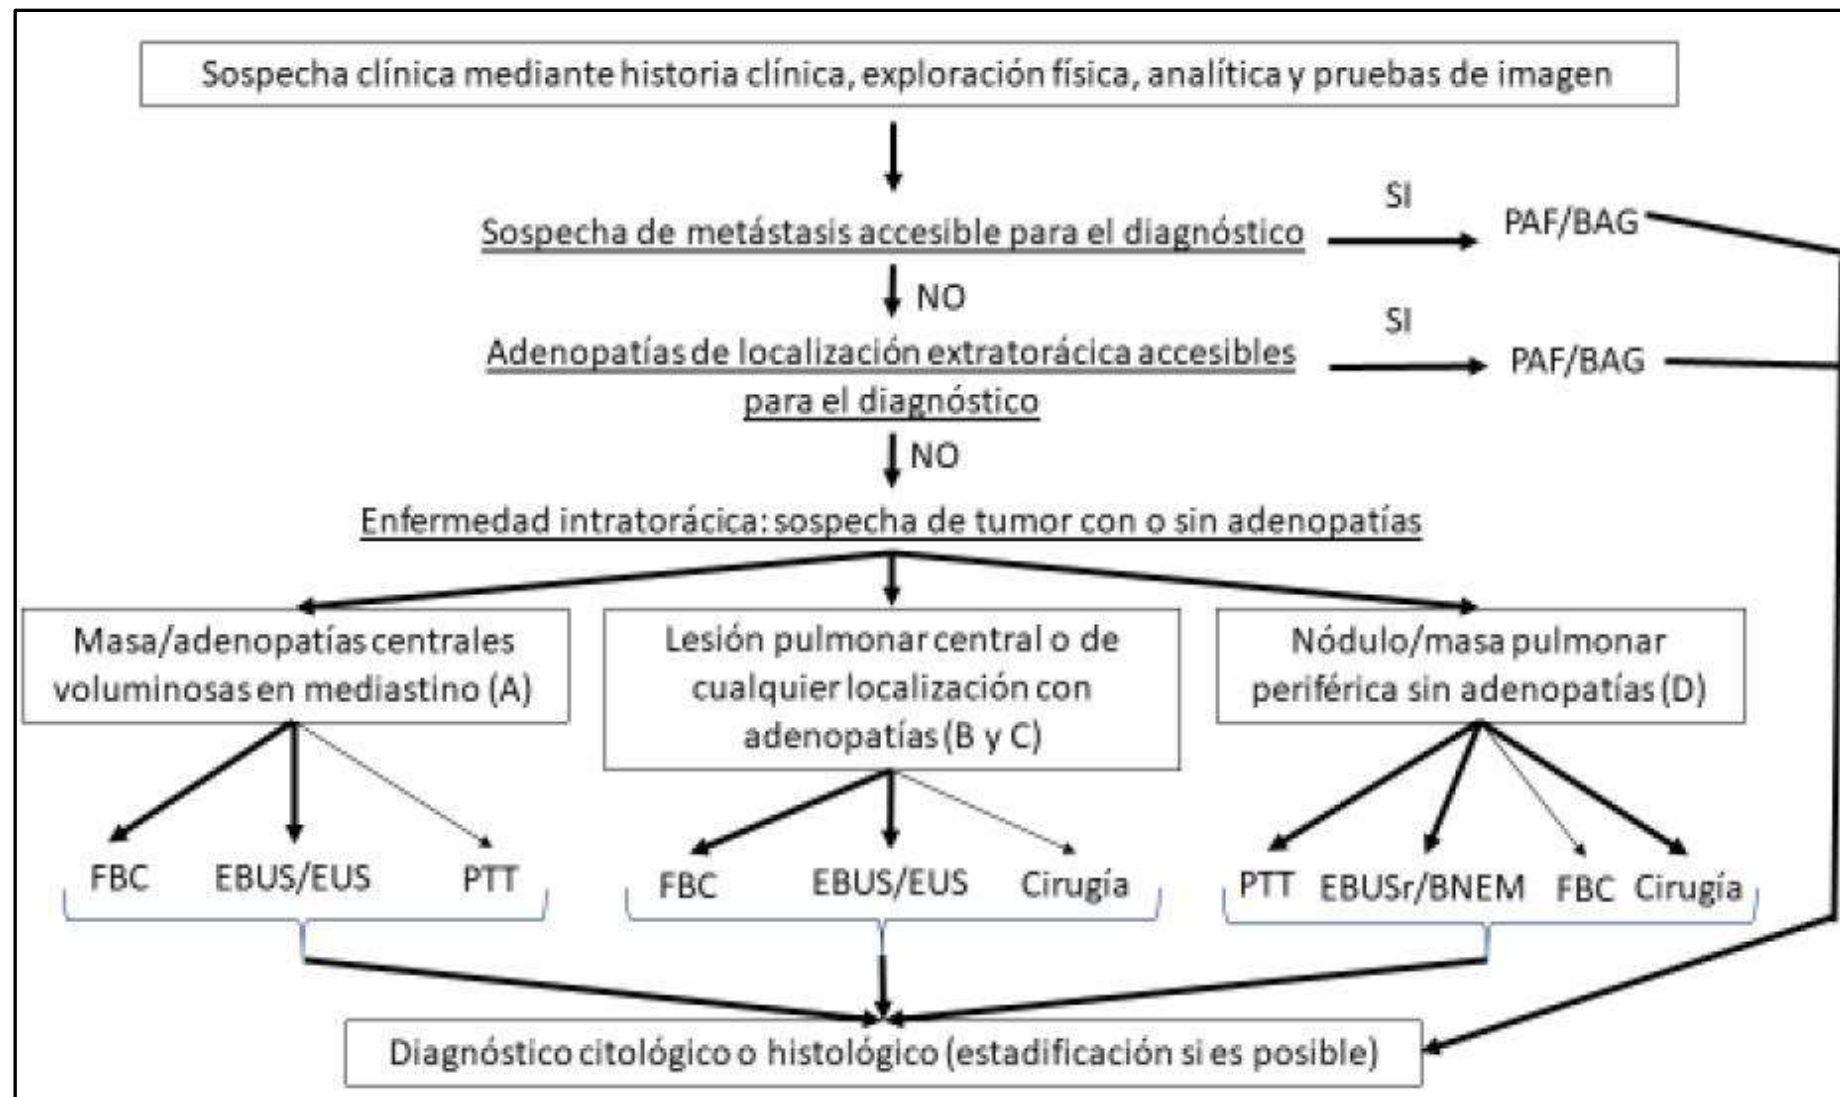 Sospecha clínica mediante historia clínica, exploración física, analítica y pruebas de imagen
SI
Sospecha de metástasis accesible para el diagnóstico
PAF/BAG
NO
SI
Adenopatías de localización extratorácica accesibles
para el diagnóstico
PAF/BAG
NO
Enfermedad intratorácica: sospecha de tumor con o sin adenopatías
Masa/adenopatías centrales
voluminosas en mediastino (A)
Lesión pulmonar central o de
cualquier localización con
adenopatías (B y C)
Nódulo/masa pulmonar
periférica sin adenopatías (D)
FBC EBUS/EUS PTT
FBC EBUS/EUS Cirugía
PTT EBUSr/BNEM FBC Cirugía
Diagnóstico citológico o histológico (estadificación si es posible)